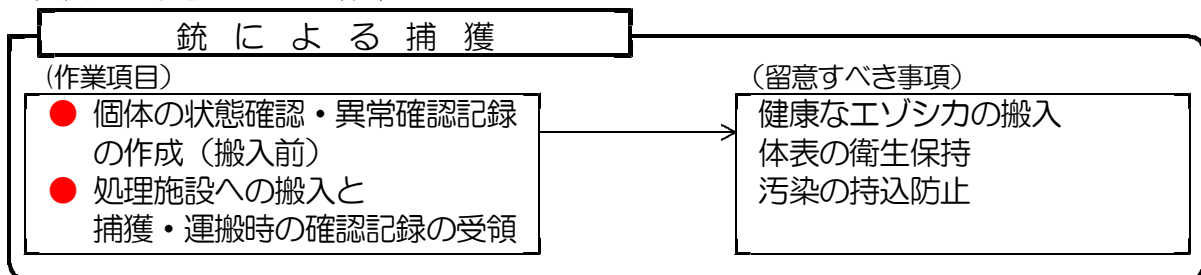 銃による捕獲
(作業項目)
● 個体の状態確認・異常確認記録
の作成（搬入前）
● 処理施設への搬入と
捕獲・運搬時の確認記録の受領
（留意すべき事項）
健康なエゾシカの搬入
体表の衛生保持
汚染の持込防止